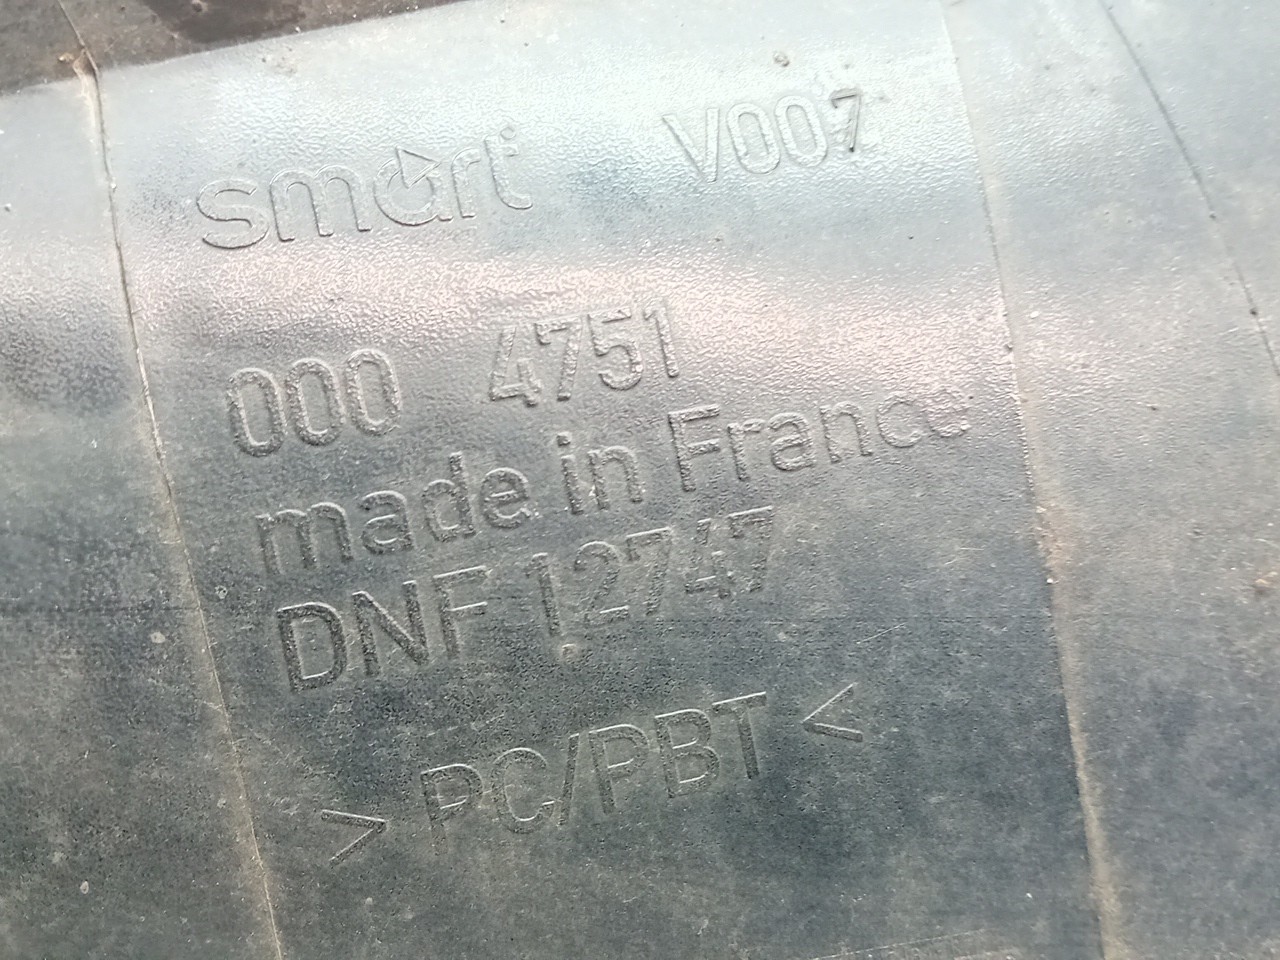 smart V007
000 4751
made in France
DNF 12747
> PC/PBT <